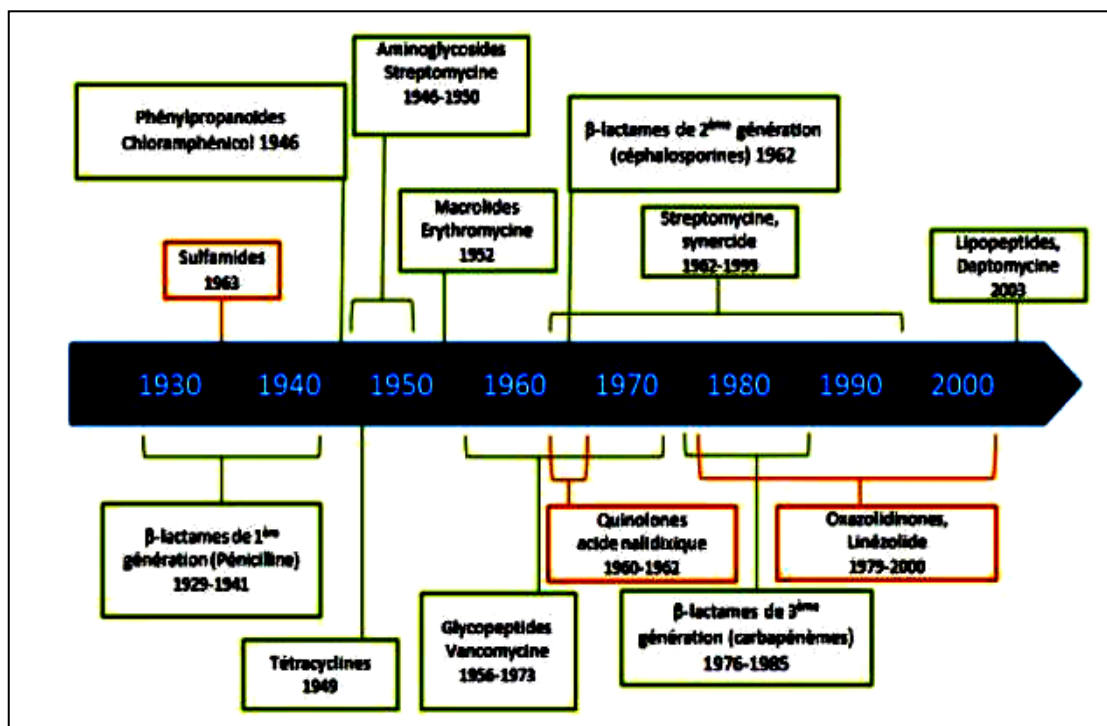 Aminoglycosides
Streptomycine
1946-1950
Phénylpropanoïdes
Chloramphénicol 1946
β-lactames de 2ème génération
(céphalosporines) 1962
Macrolides
Erythromycine
1952
Streptomycine,
synercide
1962-1999
Lipopeptides,
Daptomycine
2003
Sulfamides
1963
1930 1940 1950 1960 1970 1980 1990 2000
β-lactames de 1ère
génération (Péniciline)
1929-1941
Quinolones
acide nalidixique
1960-1962
Oxazolidinones,
Linézolide
1979-2000
Glycopeptides
Vancomycine
1956-1973
β-lactames de 3ème
génération (carbapénèmes)
1976-1985
Tétracyclines
1949